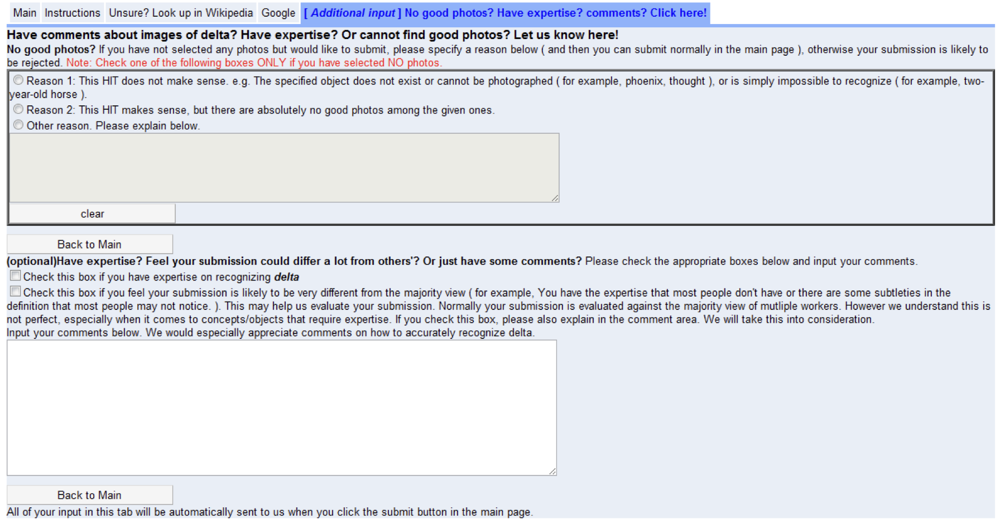 Main Instructions Unsure? Look up in Wikipedia Google [ Additional input ] No good photos? Have expertise? comments? Click here!
Have comments about images of delta? Have expertise? Or cannot find good photos? Let us know here!
No good photos? If you have not selected any photos but would like to submit, please specify a reason below ( and then you can submit normally in the main page ), otherwise your submission is likely to
be rejected. Note: Check one of the following boxes ONLY if you have selected NO photos.
Reason 1: This HIT does not make sense. e.g. The specified object does not exist or cannot be photographed ( for example, phoenix, thought ), or is simply impossible to recognize ( for example, two-
year-old horse ).
Reason 2: This HIT makes sense, but there are absolutely no good photos among the given ones.
Other reason. Please explain below.
clear
Back to Main
(optional)Have expertise? Feel your submission could differ a lot from others'? Or just have some comments? Please check the appropriate boxes below and input your comments.
Check this box if you have expertise on recognizing delta
Check this box if you feel your submission is likely to be very different from the majority view ( for example, You have the expertise that most people don't have or there are some subtleties in the
definition that most people may not notice. ). This may help us evaluate your submission. Normally your submission is evaluated against the majority view of mutliple workers. However we understand this is
not perfect, especially when it comes to concepts/objects that require expertise. If you check this box, please also explain in the comment area. We will take this into consideration.
Input your comments below. We would especially appreciate comments on how to accurately recognize delta.
Back to Main
All of your input in this tab will be automatically sent to us when you click the submit button in the main page.